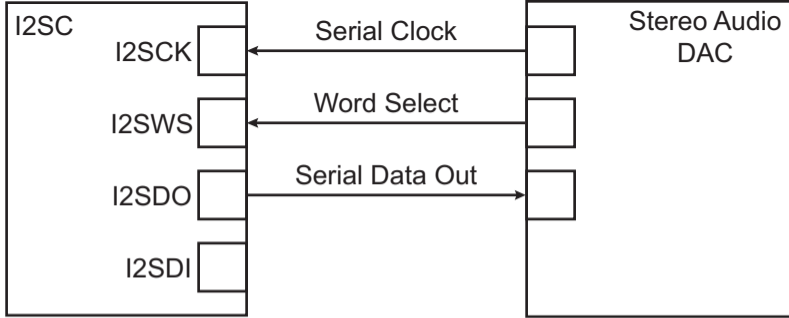 I2SC
Stereo Audio
DAC
I2SCK
Serial Clock
I2SWS
Word Select
I2SDO
Serial Data Out
I2SDI